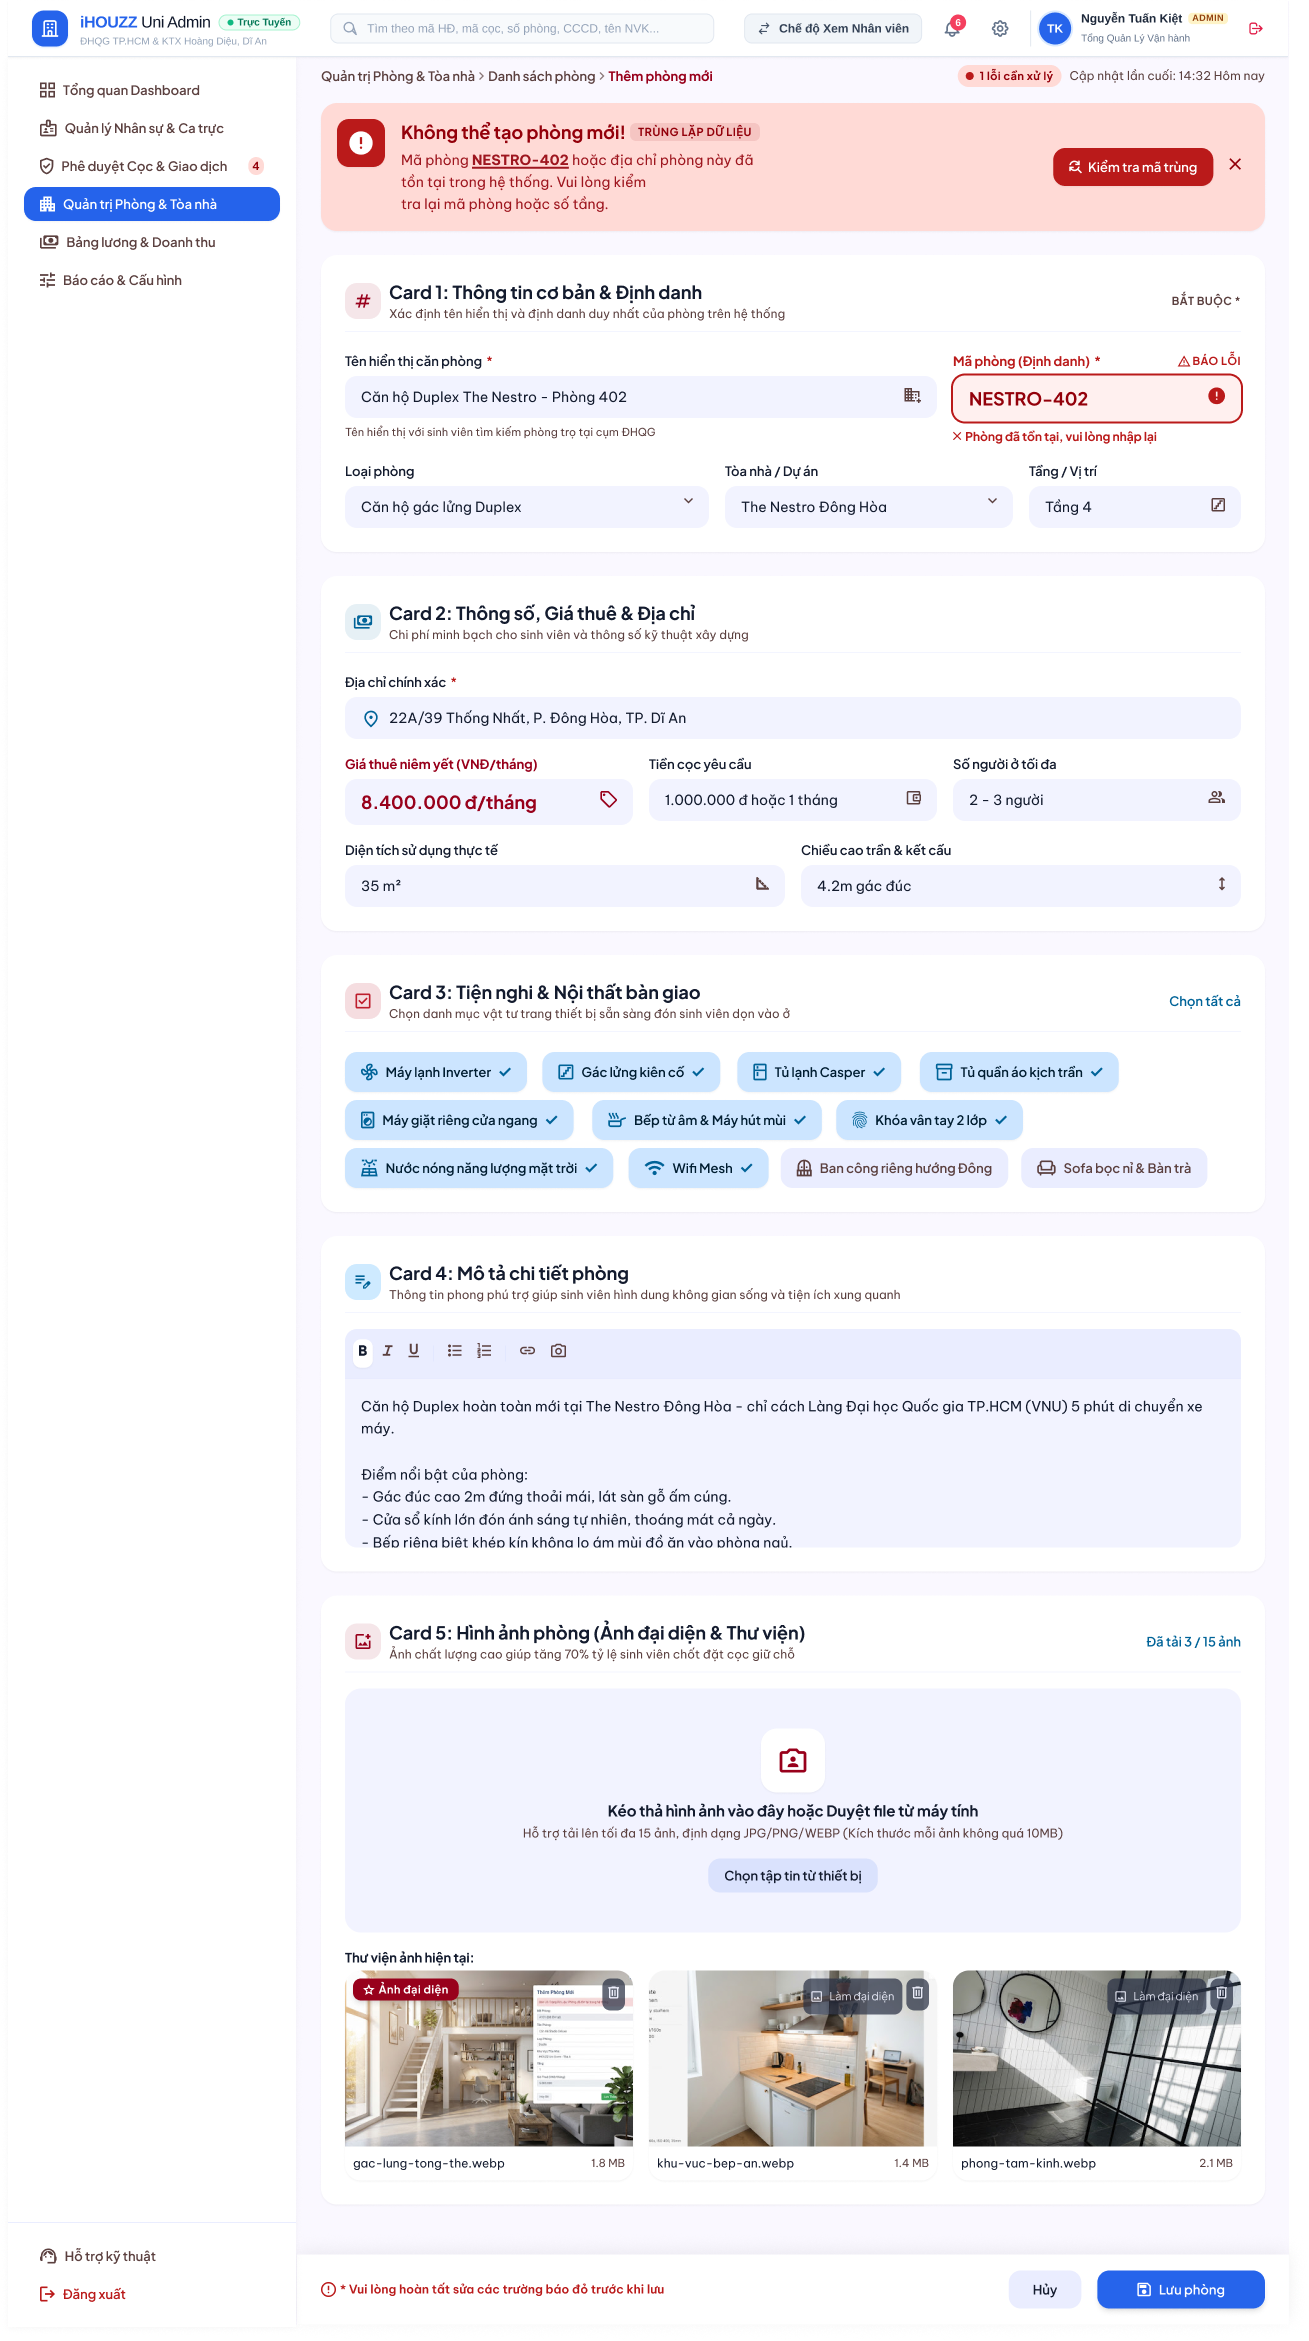 iHOUZZ Uni Admin
Trực Tuyến
ĐHQG TP.HCM & KTX Hoàng Diệu, Dĩ An
Tìm theo mã HĐ, mã cọc, số phòng, CCCD, tên NVK...
Chế độ Xem Nhân viên
6
TK
Nguyễn Tuấn Kiệt ADMIN
Tổng Quản Lý Vận hành
Tổng quan Dashboard
Quản lý Nhân sự & Ca trực
Phê duyệt Cọc & Giao dịch 4
Quản trị Phòng & Tòa nhà
Bảng lương & Doanh thu
Báo cáo & Cấu hình
Hỗ trợ kỹ thuật
Đăng xuất
Quản trị Phòng & Tòa nhà > Danh sách phòng > Thêm phòng mới
1 lỗi cần xử lý
Cập nhật lần cuối: 14:32 Hôm nay
Không thể tạo phòng mới! TRÙNG LẶP DỮ LIỆU
Mã phòng NESTRO-402 hoặc địa chỉ phòng này đã
tồn tại trong hệ thống. Vui lòng kiểm
tra lại mã phòng hoặc số tầng.
Kiểm tra mã trùng
Card 1: Thông tin cơ bản & Định danh
Xác định tên hiển thị và định danh duy nhất của phòng trên hệ thống
BẮT BUỘC *
Tên hiển thị căn phòng *
Căn hộ Duplex The Nestro - Phòng 402
Tên hiển thị với sinh viên tìm kiếm phòng trọ tại cụm ĐHQG
Mã phòng (Định danh) *
BÁO LỖI
NESTRO-402
Phòng đã tồn tại, vui lòng nhập lại
Loại phòng
Căn hộ gác lửng Duplex
Tòa nhà / Dự án
The Nestro Đông Hòa
Tầng / Vị trí
Tầng 4
Card 2: Thông số, Giá thuê & Địa chỉ
Chi phí minh bạch cho sinh viên và thông số kỹ thuật xây dựng
Địa chỉ chính xác *
22A/39 Thống Nhất, P. Đông Hòa, TP. Dĩ An
Giá thuê niêm yết (VNĐ/tháng)
8.400.000 đ/tháng
Tiền cọc yêu cầu
1.000.000 đ hoặc 1 tháng
Số người ở tối đa
2 - 3 người
Diện tích sử dụng thực tế
35 m²
Chiều cao trần & kết cấu
4.2m gác đúc
Card 3: Tiện nghi & Nội thất bàn giao
Chọn danh mục vật tư trang thiết bị sẵn sàng đón sinh viên dọn vào ở
Chọn tất cả
Máy lạnh Inverter
Gác lửng kiên cố
Tủ lạnh Casper
Tủ quần áo kịch trần
Máy giặt riêng cửa ngang
Bếp từ âm & Máy hút mùi
Khóa vân tay 2 lớp
Nước nóng năng lượng mặt trời
Wifi Mesh
Ban công riêng hướng Đông
Sofa bọc nỉ & Bàn trà
Card 4: Mô tả chi tiết phòng
Thông tin phong phú trợ giúp sinh viên hình dung không gian sống và tiện ích xung quanh
B I U
Căn hộ Duplex hoàn toàn mới tại The Nestro Đông Hòa - chỉ cách Làng Đại học Quốc gia TP.HCM (VNU) 5 phút di chuyển xe
máy.
Điểm nổi bật của phòng:
- Gác đúc cao 2m đứng thoải mái, lát sàn gỗ ấm cúng.
- Cửa sổ kính lớn đón ánh sáng tự nhiên, thoáng mát cả ngày.
- Bếp riêng biệt khép kín không lo ám mùi đồ ăn vào phòng ngủ.
Card 5: Hình ảnh phòng (Ảnh đại diện & Thư viện)
Ảnh chất lượng cao giúp tăng 70% tỷ lệ sinh viên chốt đặt cọc giữ chỗ
Đã tải 3 / 15 ảnh
Kéo thả hình ảnh vào đây hoặc Duyệt file từ máy tính
Hỗ trợ tải lên tối đa 15 ảnh, định dạng JPG/PNG/WEBP (Kích thước mỗi ảnh không quá 10MB)
Chọn tập tin từ thiết bị
Thư viện ảnh hiện tại:
Ảnh đại diện
Thêm Phòng Mới
Làm đại diện
Làm đại diện
gac-lung-tong-the.webp 1.8 MB
khu-vuc-bep-an.webp 1.4 MB
phong-tam-kinh.webp 2.1 MB
* Vui lòng hoàn tất sửa các trường báo đỏ trước khi lưu
Hủy
Lưu phòng